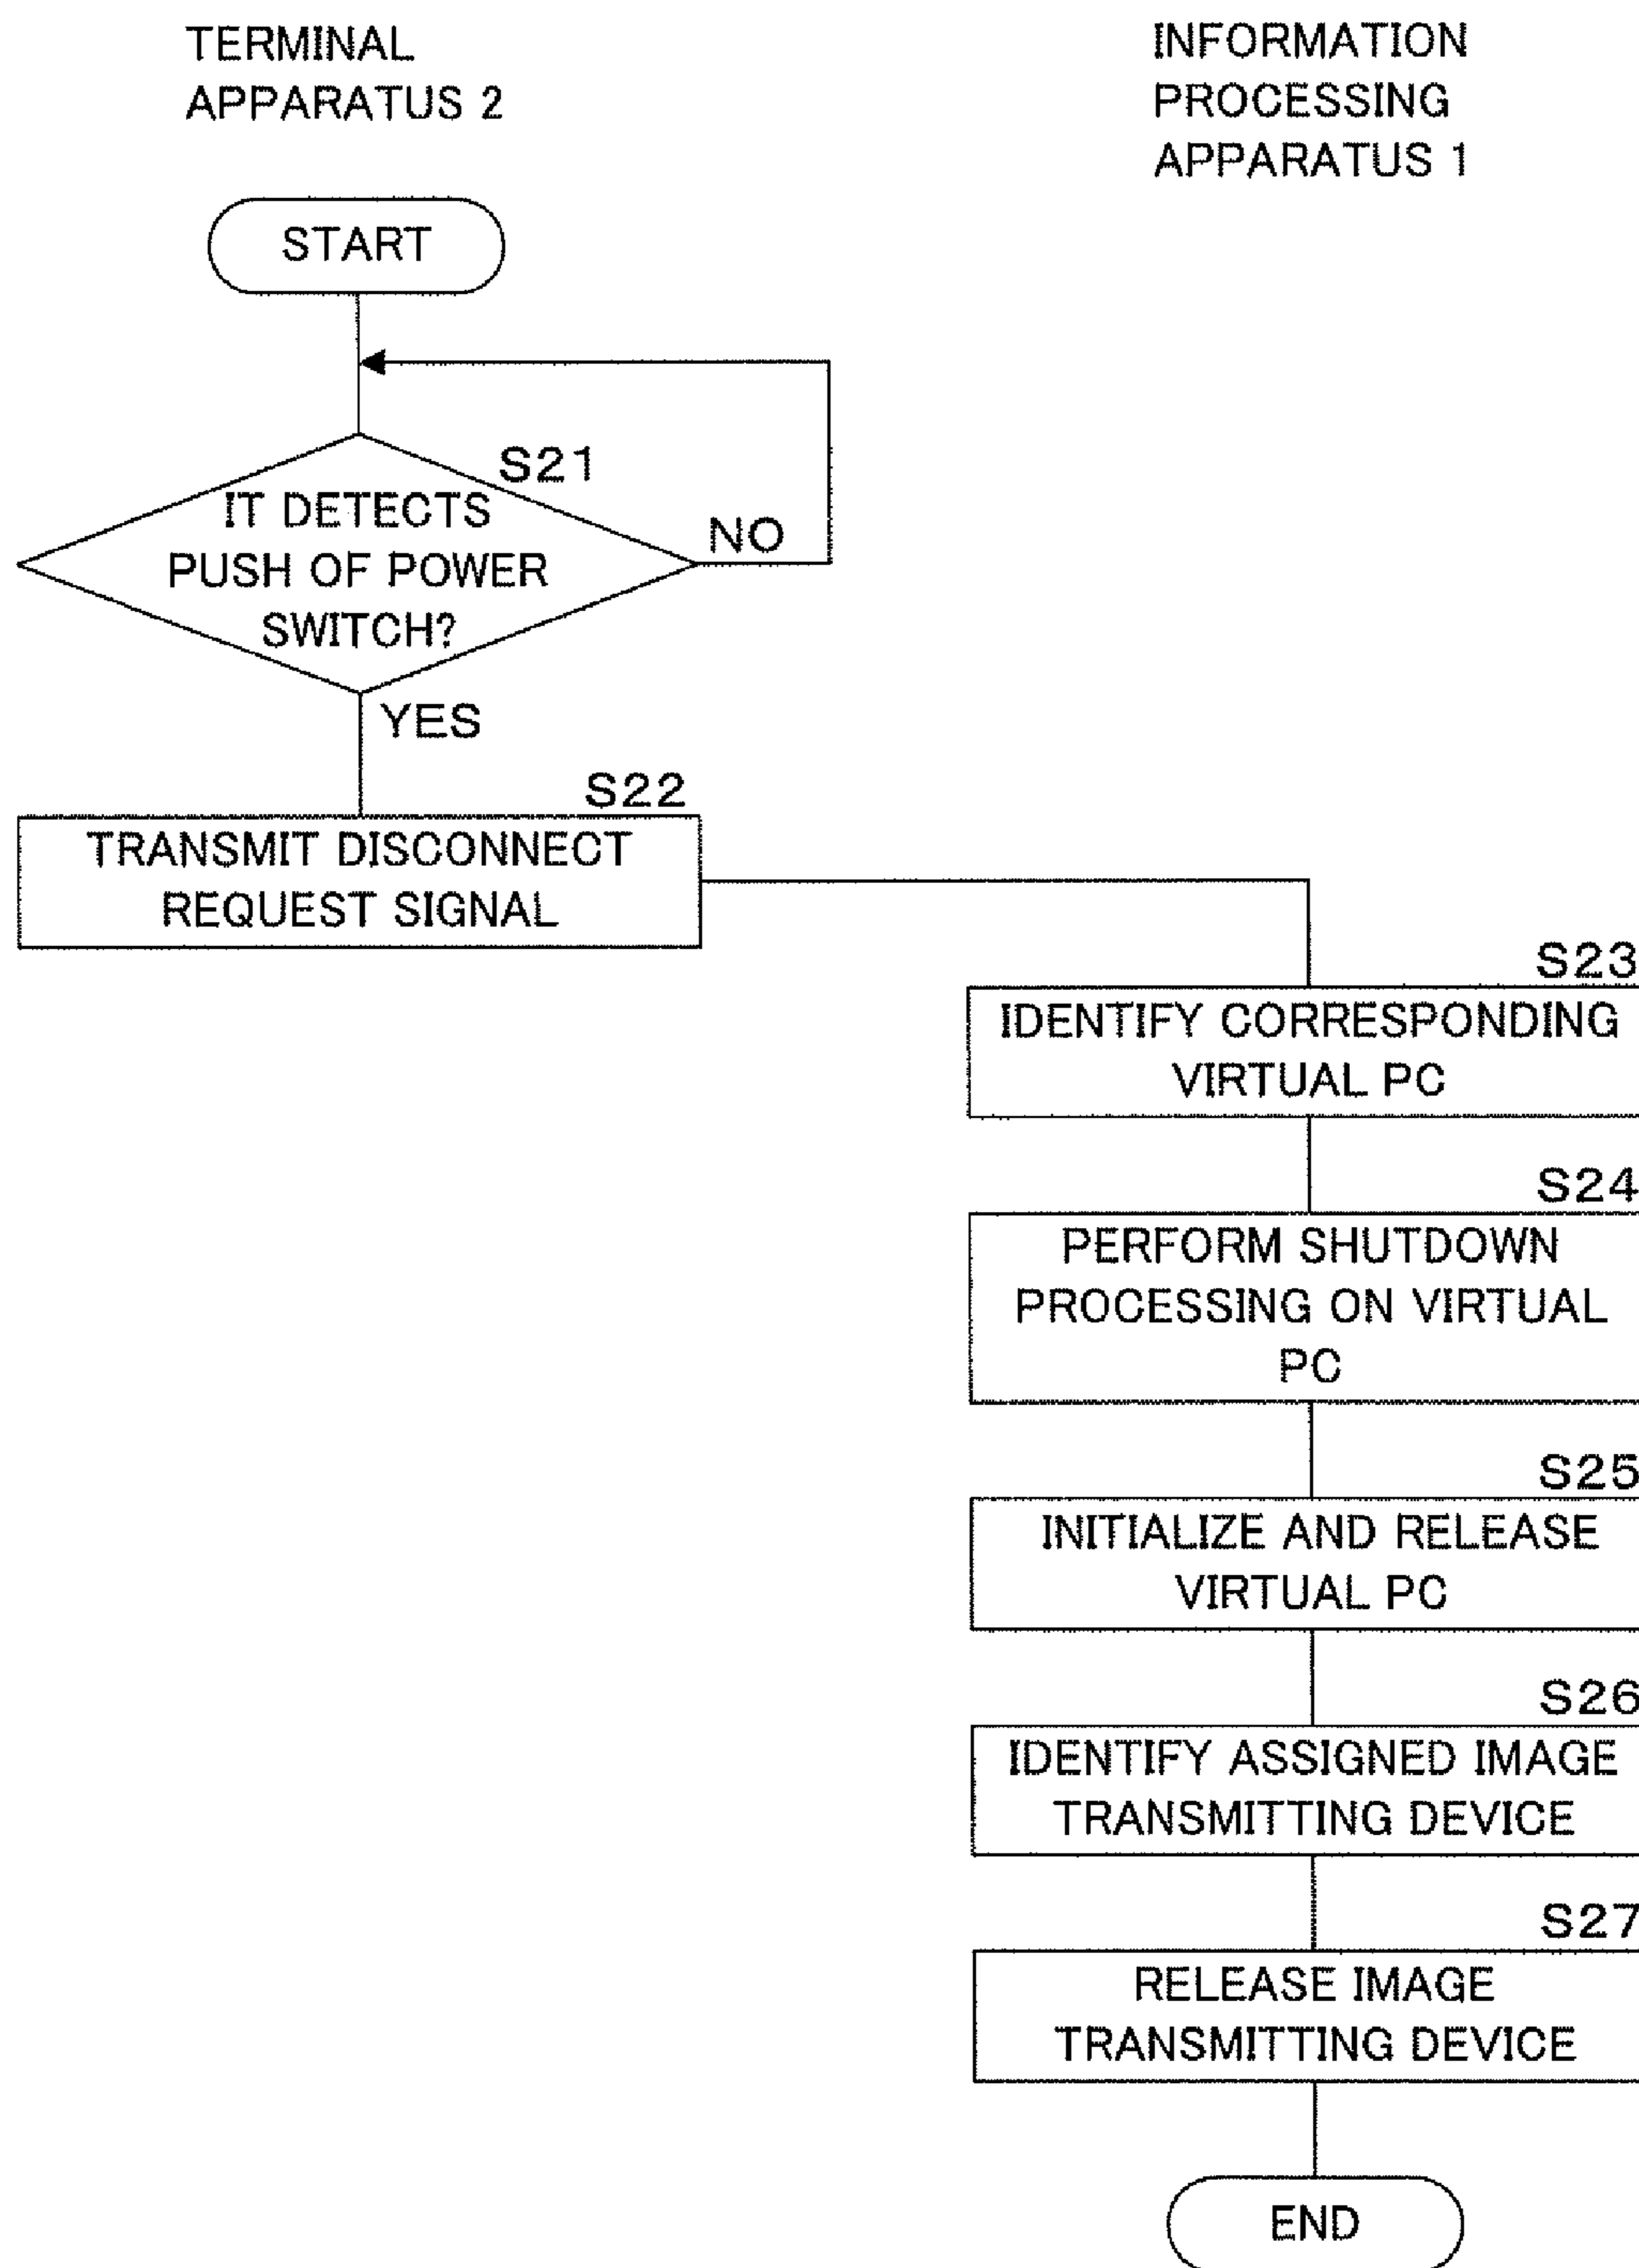 TERMINAL
APPARATUS 2
INFORMATION
PROCESSING
APPARATUS 1
START
S21
IT DETECTS
PUSH OF POWER
SWITCH?
NO
YES
S22
TRANSMIT DISCONNECT
REQUEST SIGNAL
S23
IDENTIFY CORRESPONDING
VIRTUAL PC
S24
PERFORM SHUTDOWN
PROCESSING ON VIRTUAL
PC
S25
INITIALIZE AND RELEASE
VIRTUAL PC
S26
IDENTIFY ASSIGNED IMAGE
TRANSMITTING DEVICE
S27
RELEASE IMAGE
TRANSMITTING DEVICE
END